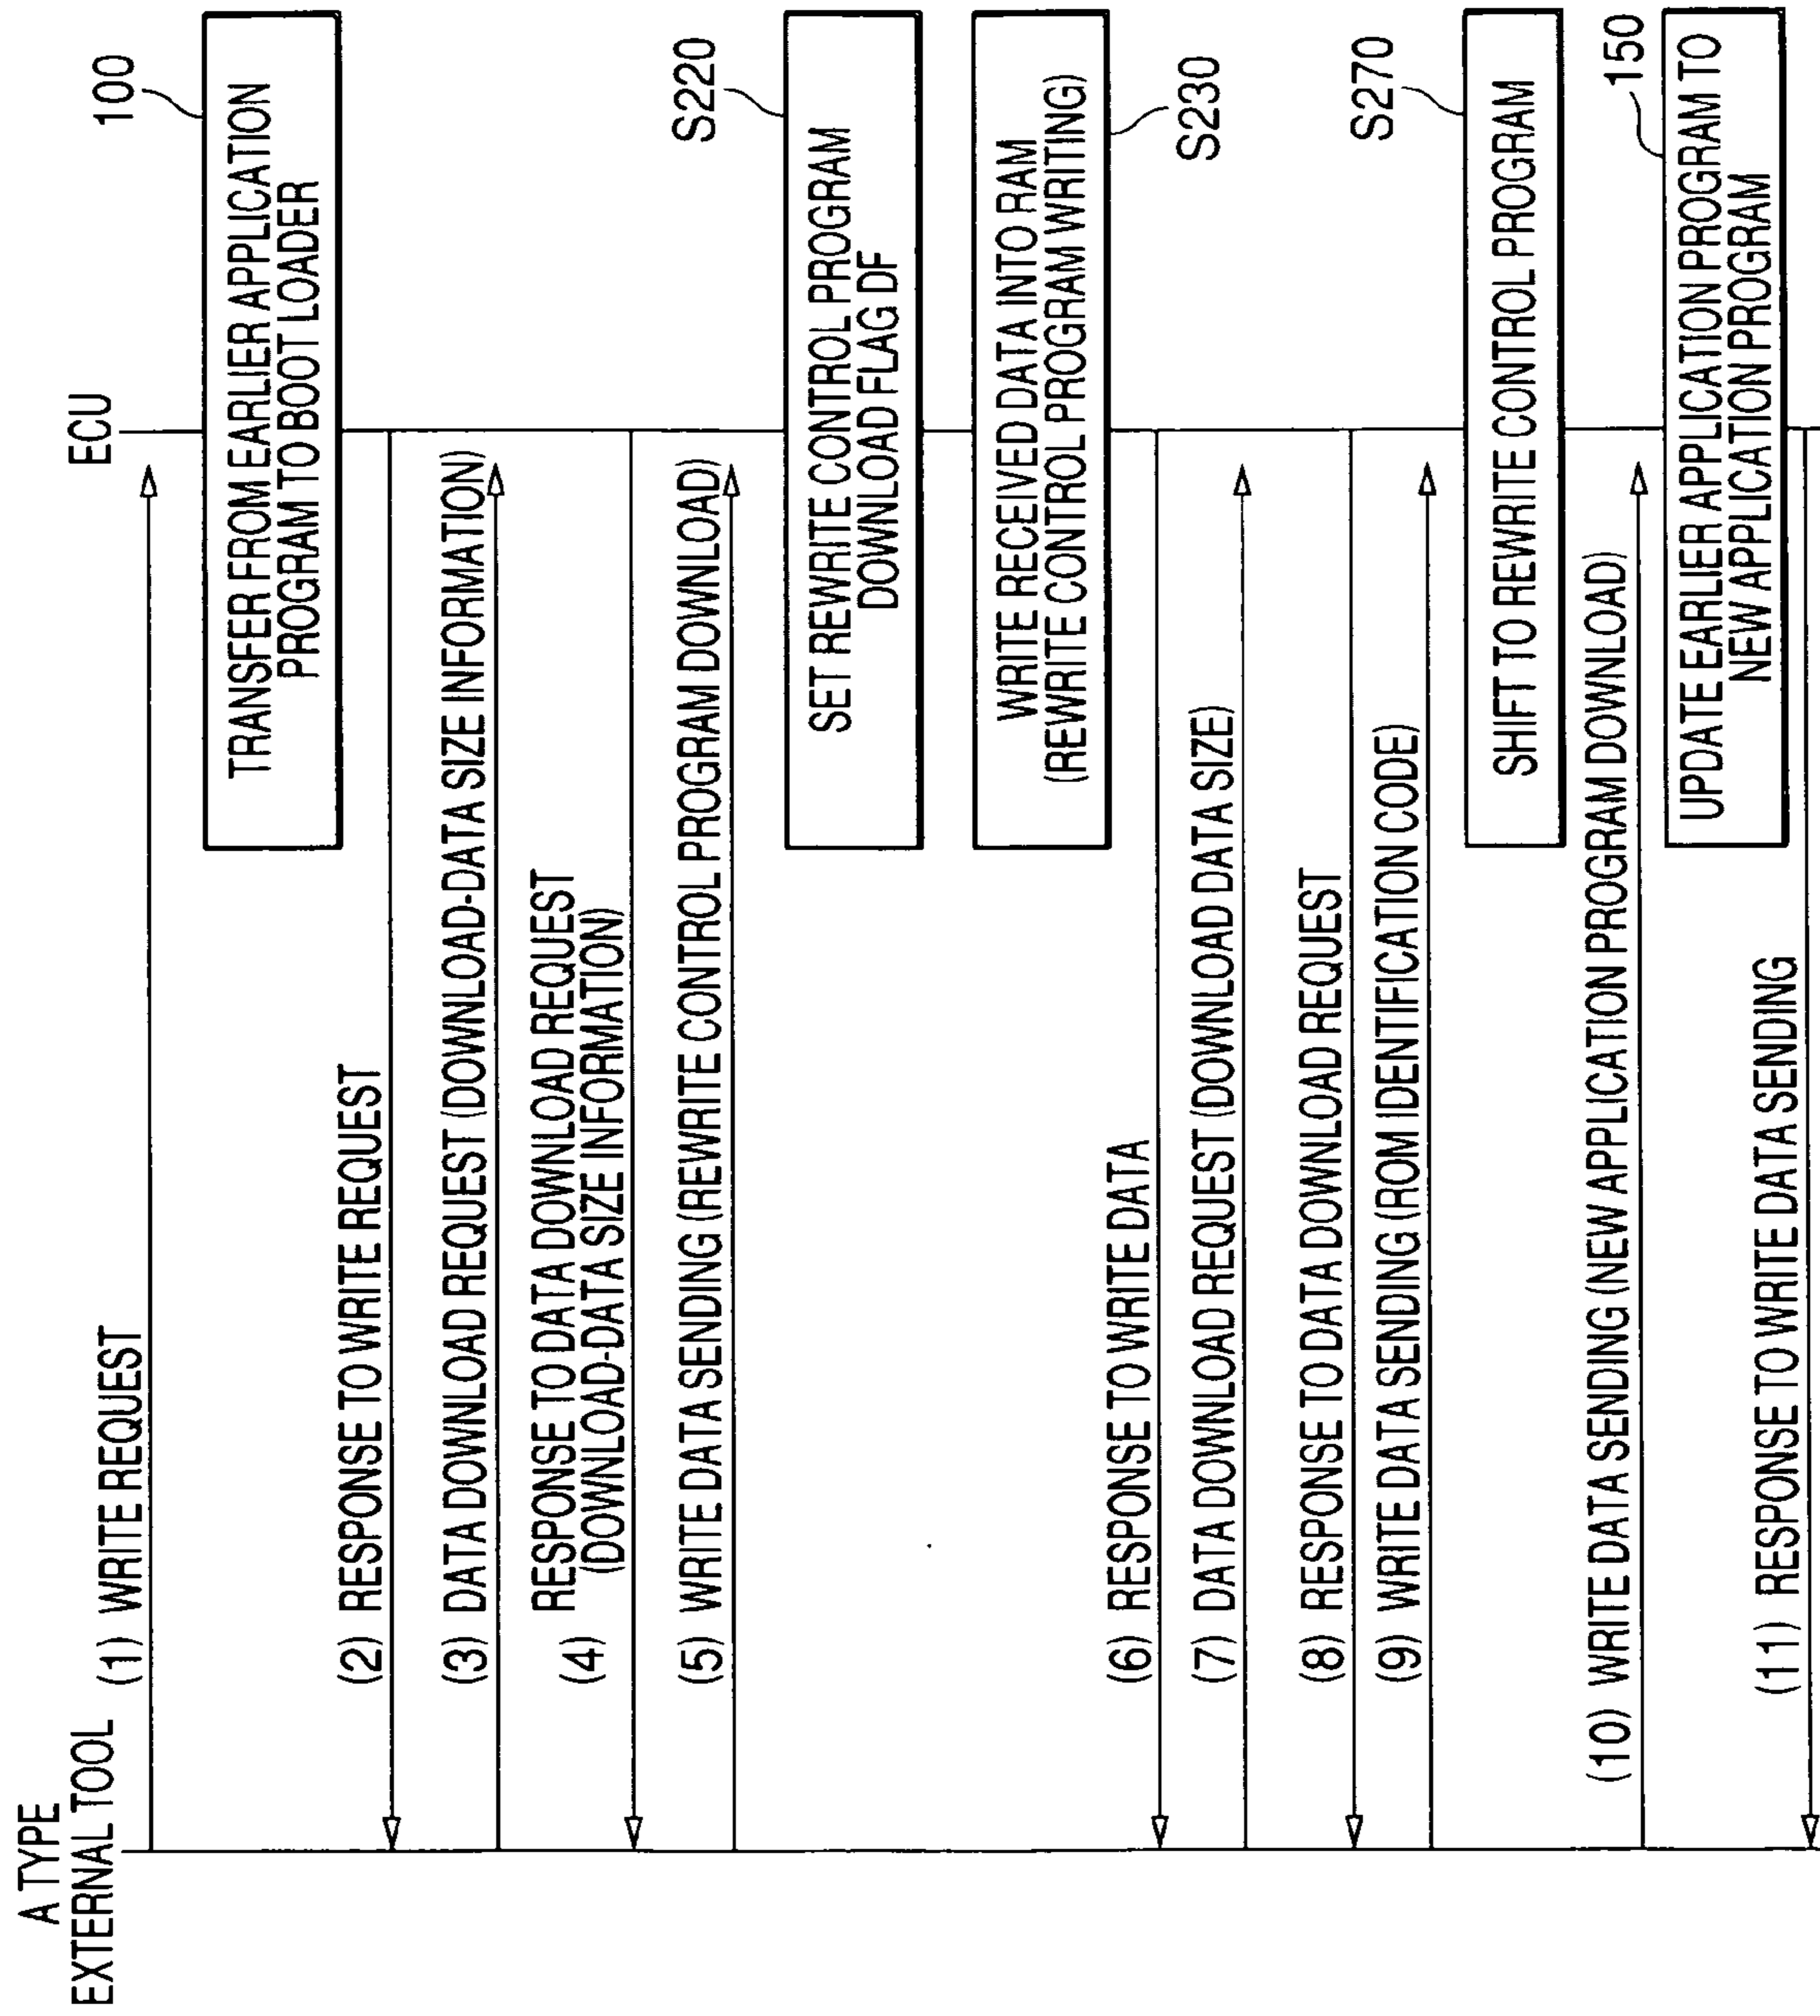 A TYPE
EXTERNAL TOOL
ECU
(1) WRITE REQUEST
100
TRANSFER FROM EARLIER APPLICATION
PROGRAM TO BOOT LOADER
(2) RESPONSE TO WRITE REQUEST
(3) DATA DOWNLOAD REQUEST (DOWNLOAD-DATA SIZE INFORMATION)
(4) RESPONSE TO DATA DOWNLOAD REQUEST
(DOWNLOAD-DATA SIZE INFORMATION)
(5) WRITE DATA SENDING (REWRITE CONTROL PROGRAM DOWNLOAD)
S220
SET REWRITE CONTROL PROGRAM
DOWNLOAD FLAG DF
WRITE RECEIVED DATA INTO RAM
(REWRITE CONTROL PROGRAM WRITING)
S230
(6) RESPONSE TO WRITE DATA
(7) DATA DOWNLOAD REQUEST (DOWNLOAD DATA SIZE)
(8) RESPONSE TO DATA DOWNLOAD REQUEST
(9) WRITE DATA SENDING (ROM IDENTIFICATION CODE)
S270
SHIFT TO REWRITE CONTROL PROGRAM
(10) WRITE DATA SENDING (NEW APPLICATION PROGRAM DOWNLOAD)
150
UPDATE EARLIER APPLICATION PROGRAM TO
NEW APPLICATION PROGRAM
(11) RESPONSE TO WRITE DATA SENDING